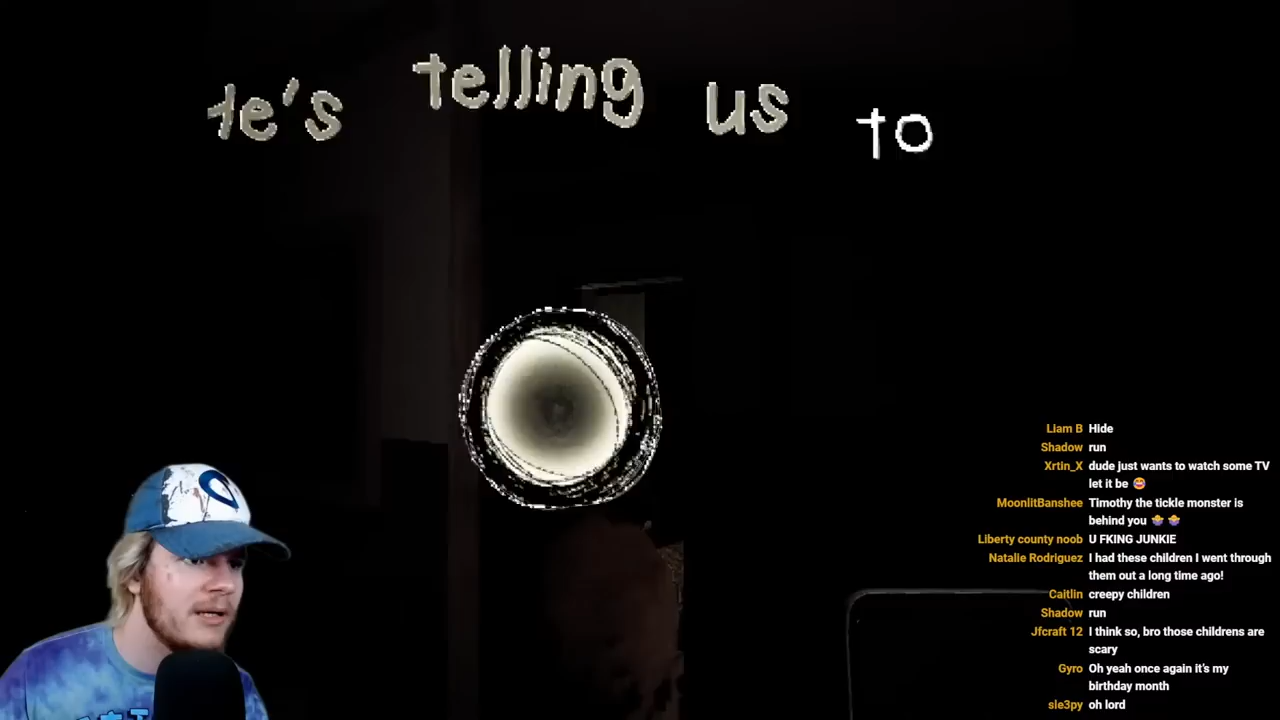 He's telling us to
Liam B Hide
Shadow run
Xrtin_X dude just wants to watch some TV
let it be 😂
MoonlitBanshee Timothy the tickle monster is
behind you 🤷 🤷
Liberty county noob U FKING JUNKIE
Natalie Rodriguez I had these children I went through
them out a long time ago!
Caitlin creepy children
Shadow run
Jfcraft 12 I think so, bro those childrens are
scary
Gyro Oh yeah once again it's my
birthday month
sle3py oh lord